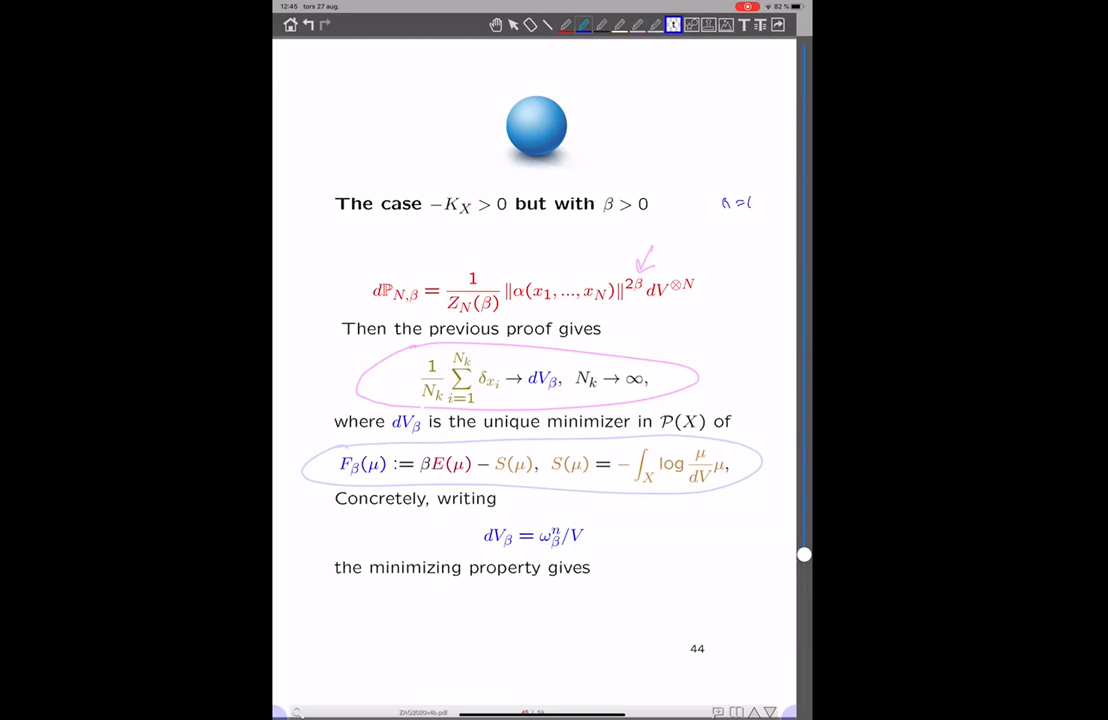 12:45 tors 27 aug.
82 %
The case −K_X > 0 but with β > 0
dℙ_{N,β} = 1/Z_N(β) ‖α(x_1, ..., x_N)‖^{2β} dV^{⊗N}
Then the previous proof gives
1/N_k ∑_{i=1}^{N_k} δ_{x_i} → dV_β, N_k → ∞,
where dV_β is the unique minimizer in 𝒫(X) of
F_β(μ) := βE(μ) − S(μ), S(μ) = − ∫_X log μ/dV μ,
Concretely, writing
dV_β = ω_β^n/V
the minimizing property gives
44